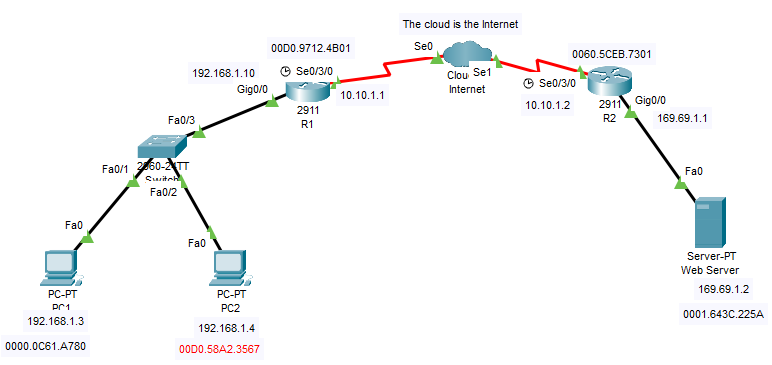 The cloud is the Internet
00D0.9712.4B01
Se0
0060.5CEB.7301
192.168.1.10
Se0/3/0
Se1
Internet
Se0/3/0
Gig0/0
10.10.1.1
2911
R1
10.10.1.2
2911
R2
Gig0/0
169.69.1.1
Fa0/3
Fa0/1
Fa0/2
Fa0
Fa0
Fa0
PC-PT
PC1
PC-PT
PC2
Server-PT
Web Server
192.168.1.3
192.168.1.4
169.69.1.2
0000.0C61.A780
00D0.58A2.3567
0001.643C.225A